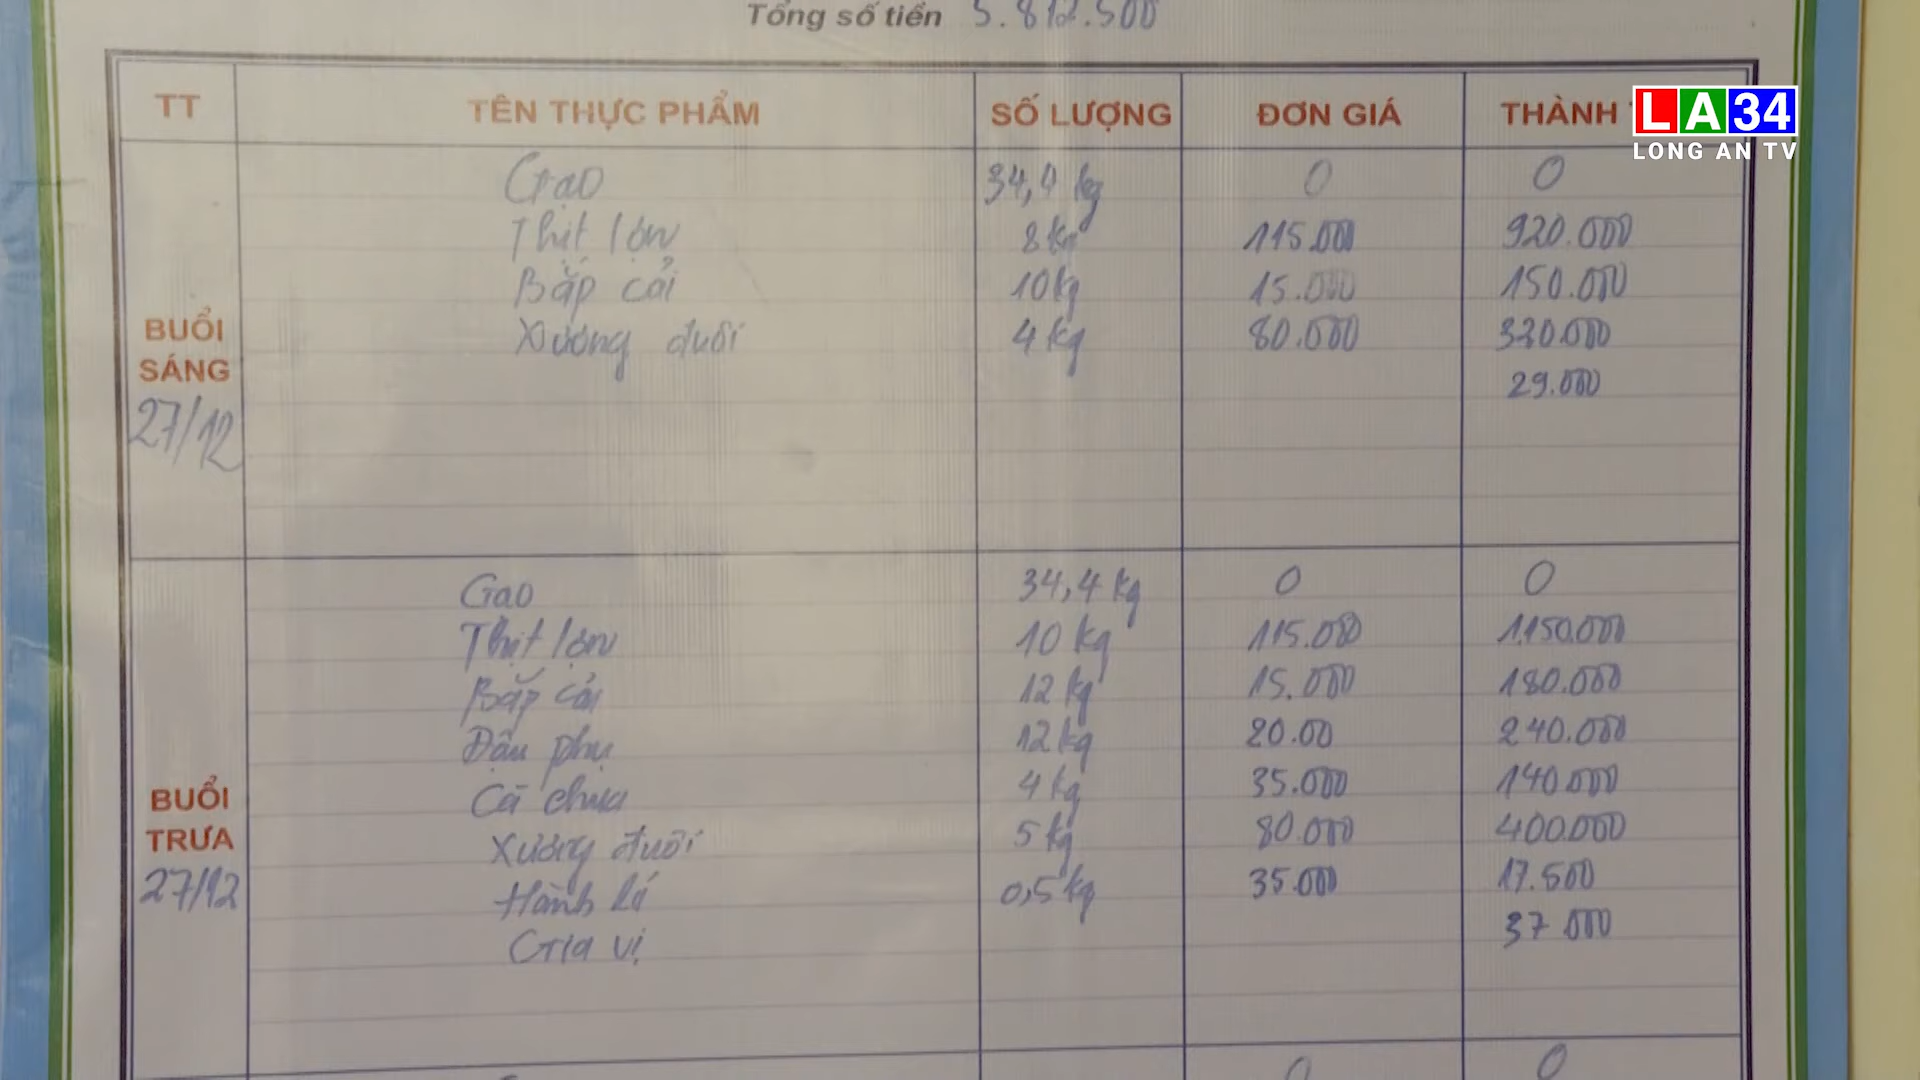 Tổng số tiền 5.812.500
TT TÊN THỰC PHẨM SỐ LƯỢNG ĐƠN GIÁ THÀNH
LA34
LONG AN TV
Gạo 34,4 kg 0 0
Thịt lợn 8kg 115.000 920.000
Bắp cải 10kg 15.000 150.000
Xương đuôi 4 kg 80.000 320.000
29.000
BUỔI
SÁNG
27/12
Gạo 34,4 kg 0 0
Thịt lợn 10 kg 115.000 1.150.000
Bắp cải 12 kg 15.000 180.000
Đậu phụ 12 kg 20.00 240.000
Cà chua 4 kg 35.000 140.000
Xương đuôi 5 kg 80.000 400.000
Hành lá 0,5 kg 35.000 17.500
Gia vị 37 000
BUỔI
TRƯA
27/12
0 0